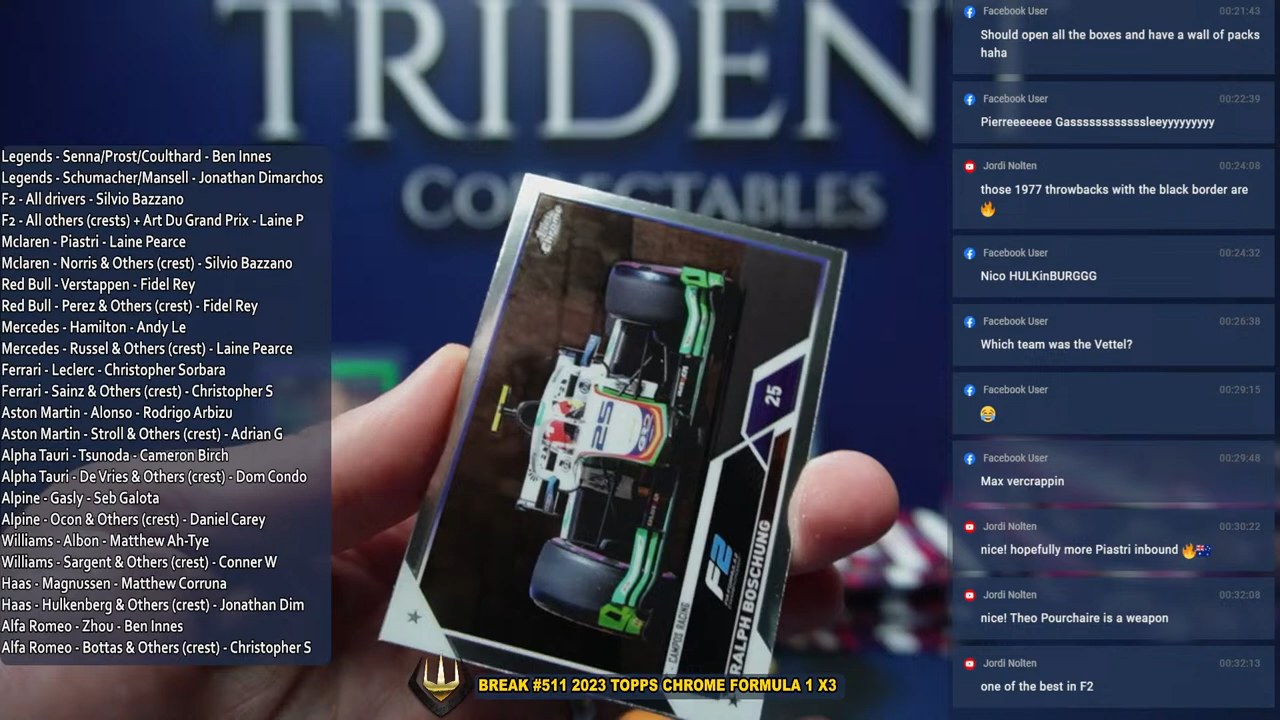 TRIDEN
Legends - Senna/Prost/Coulthard - Ben Innes
Legends - Schumacher/Mansell - Jonathan Dimarchos
F2 - All drivers - Silvio Bazzano
F2 - All others (crests) + Art Du Grand Prix - Laine P
Mclaren - Piastri - Laine Pearce
Mclaren - Norris & Others (crest) - Silvio Bazzano
Red Bull - Verstappen - Fidel Rey
Red Bull - Perez & Others (crest) - Fidel Rey
Mercedes - Hamilton - Andy Le
Mercedes - Russel & Others (crest) - Laine Pearce
Ferrari - Leclerc - Christopher Sorbara
Ferrari - Sainz & Others (crest) - Christopher S
Aston Martin - Alonso - Rodrigo Arbizu
Aston Martin - Stroll & Others (crest) - Adrian G
Alpha Tauri - Tsunoda - Cameron Birch
Alpha Tauri - De Vries & Others (crest) - Dom Condo
Alpine - Gasly - Seb Galota
Alpine - Ocon & Others (crest) - Daniel Carey
Williams - Albon - Matthew Ah-Tye
Williams - Sargent & Others (crest) - Conner W
Haas - Magnussen - Matthew Corruna
Haas - Hulkenberg & Others (crest) - Jonathan Dim
Alfa Romeo - Zhou - Ben Innes
Alfa Romeo - Bottas & Others (crest) - Christopher S
25
25
F2
CAMPOS RACING
RALPH BOSCHUNG
BREAK #511 2023 TOPPS CHROME FORMULA 1 X3
Facebook User 00:21:43
Should open all the boxes and have a wall of packs
haha
Facebook User 00:22:39
Pierreeeeeee Gasssssssssssssleeyyyyyyyyy
Jordi Nolten 00:24:08
those 1977 throwbacks with the black border are
🔥
Facebook User 00:24:32
Nico HULKinBURGGG
Facebook User 00:26:38
Which team was the Vettel?
Facebook User 00:29:15
😂
Facebook User 00:29:48
Max vercrappin
Jordi Nolten 00:30:22
nice! hopefully more Piastri inbound 🔥🇦🇺
Jordi Nolten 00:32:08
nice! Theo Pourchaire is a weapon
Jordi Nolten 00:32:13
one of the best in F2